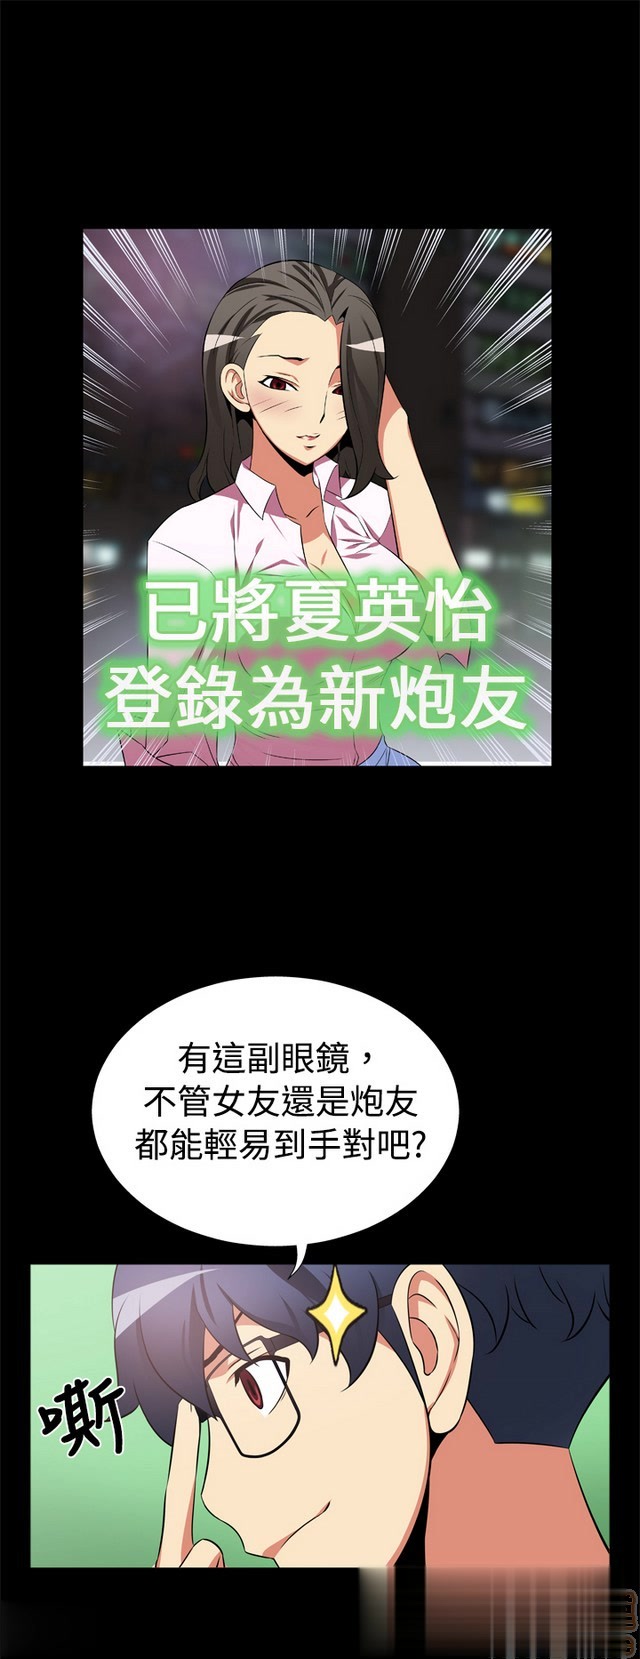 已將夏英怡
登錄為新炮友
有這副眼鏡，
不管女友還是炮友
都能輕易到手對吧?
嘶